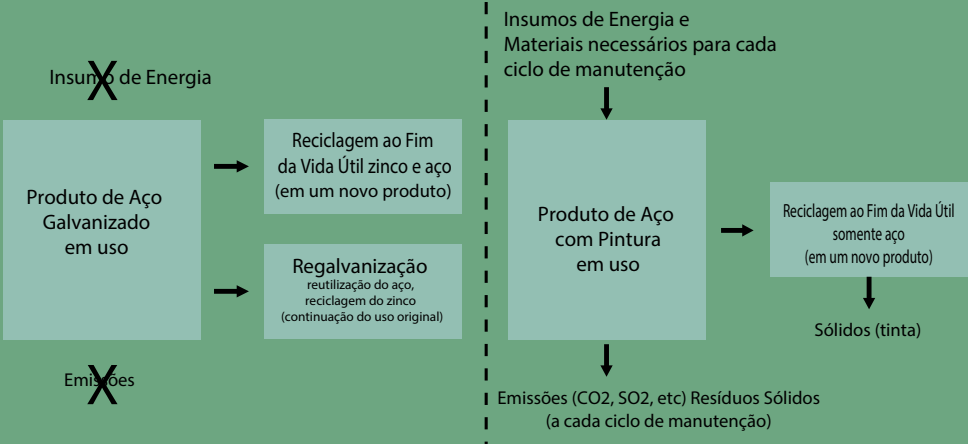 Insumo de Energia
X
Produto de Aço
Galvanizado
em uso
Reciclagem ao Fim
da Vida Útil zinco e aço
(em um novo produto)
Regalvanização
reutilização do aço,
reciclagem do zinco
(continuação do uso original)
Emissões
X
Insumos de Energia e
Materiais necessários para cada
ciclo de manutenção
Produto de Aço
com Pintura
em uso
Reciclagem ao Fim da Vida Útil
somente aço
(em um novo produto)
Sólidos (tinta)
Emissões (CO2, SO2, etc) Resíduos Sólidos
(a cada ciclo de manutenção)